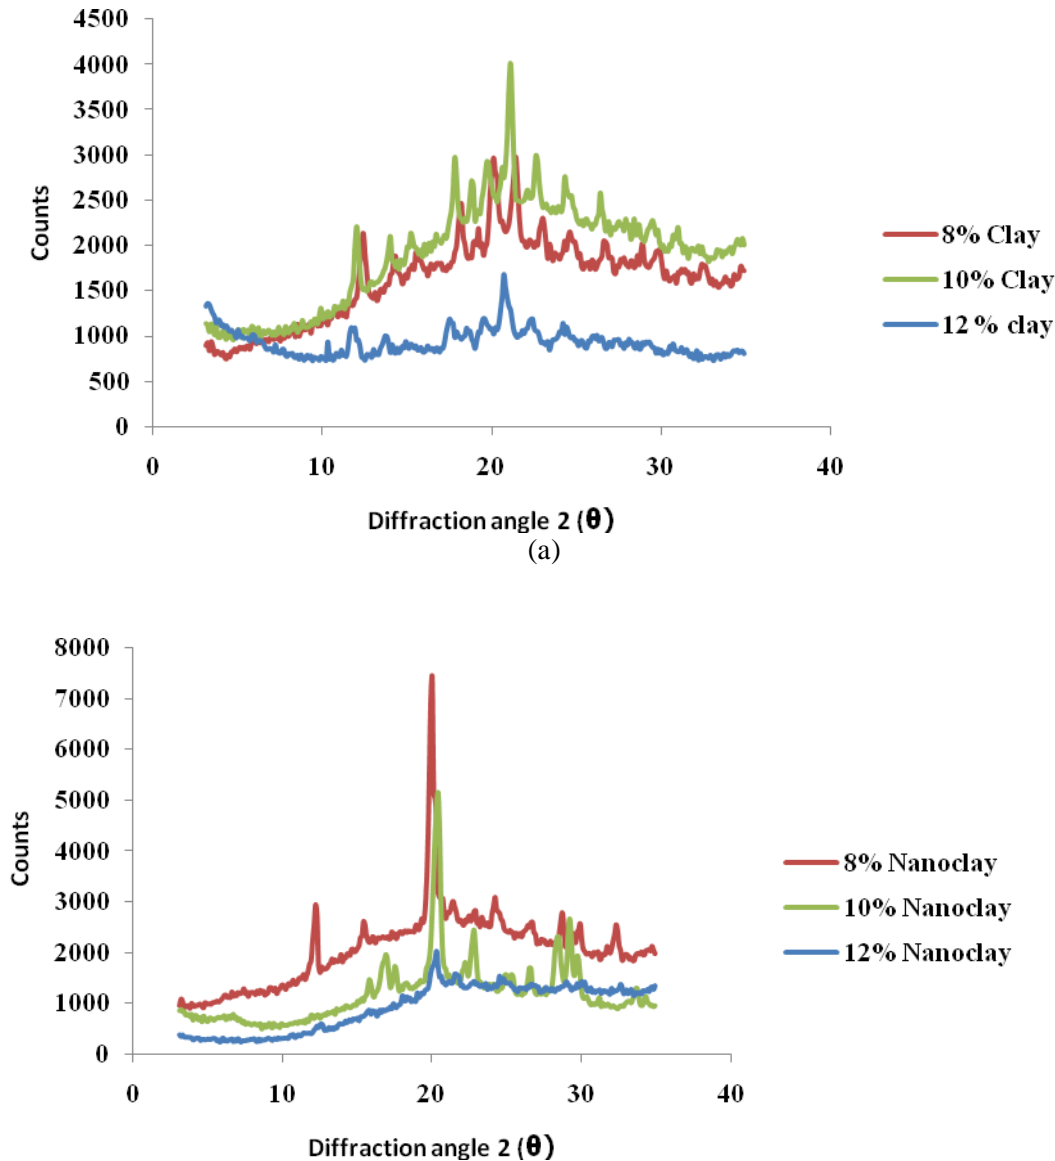 4500
4000
3500
3000
2500
2000
1500
1000
500
0
Counts
0 10 20 30 40
Diffraction angle 2 (θ)
8% Clay
10% Clay
12 % clay
(a)
8000
7000
6000
5000
4000
3000
2000
1000
0
Counts
0 10 20 30 40
Diffraction angle 2 (θ)
8% Nanoclay
10% Nanoclay
12% Nanoclay